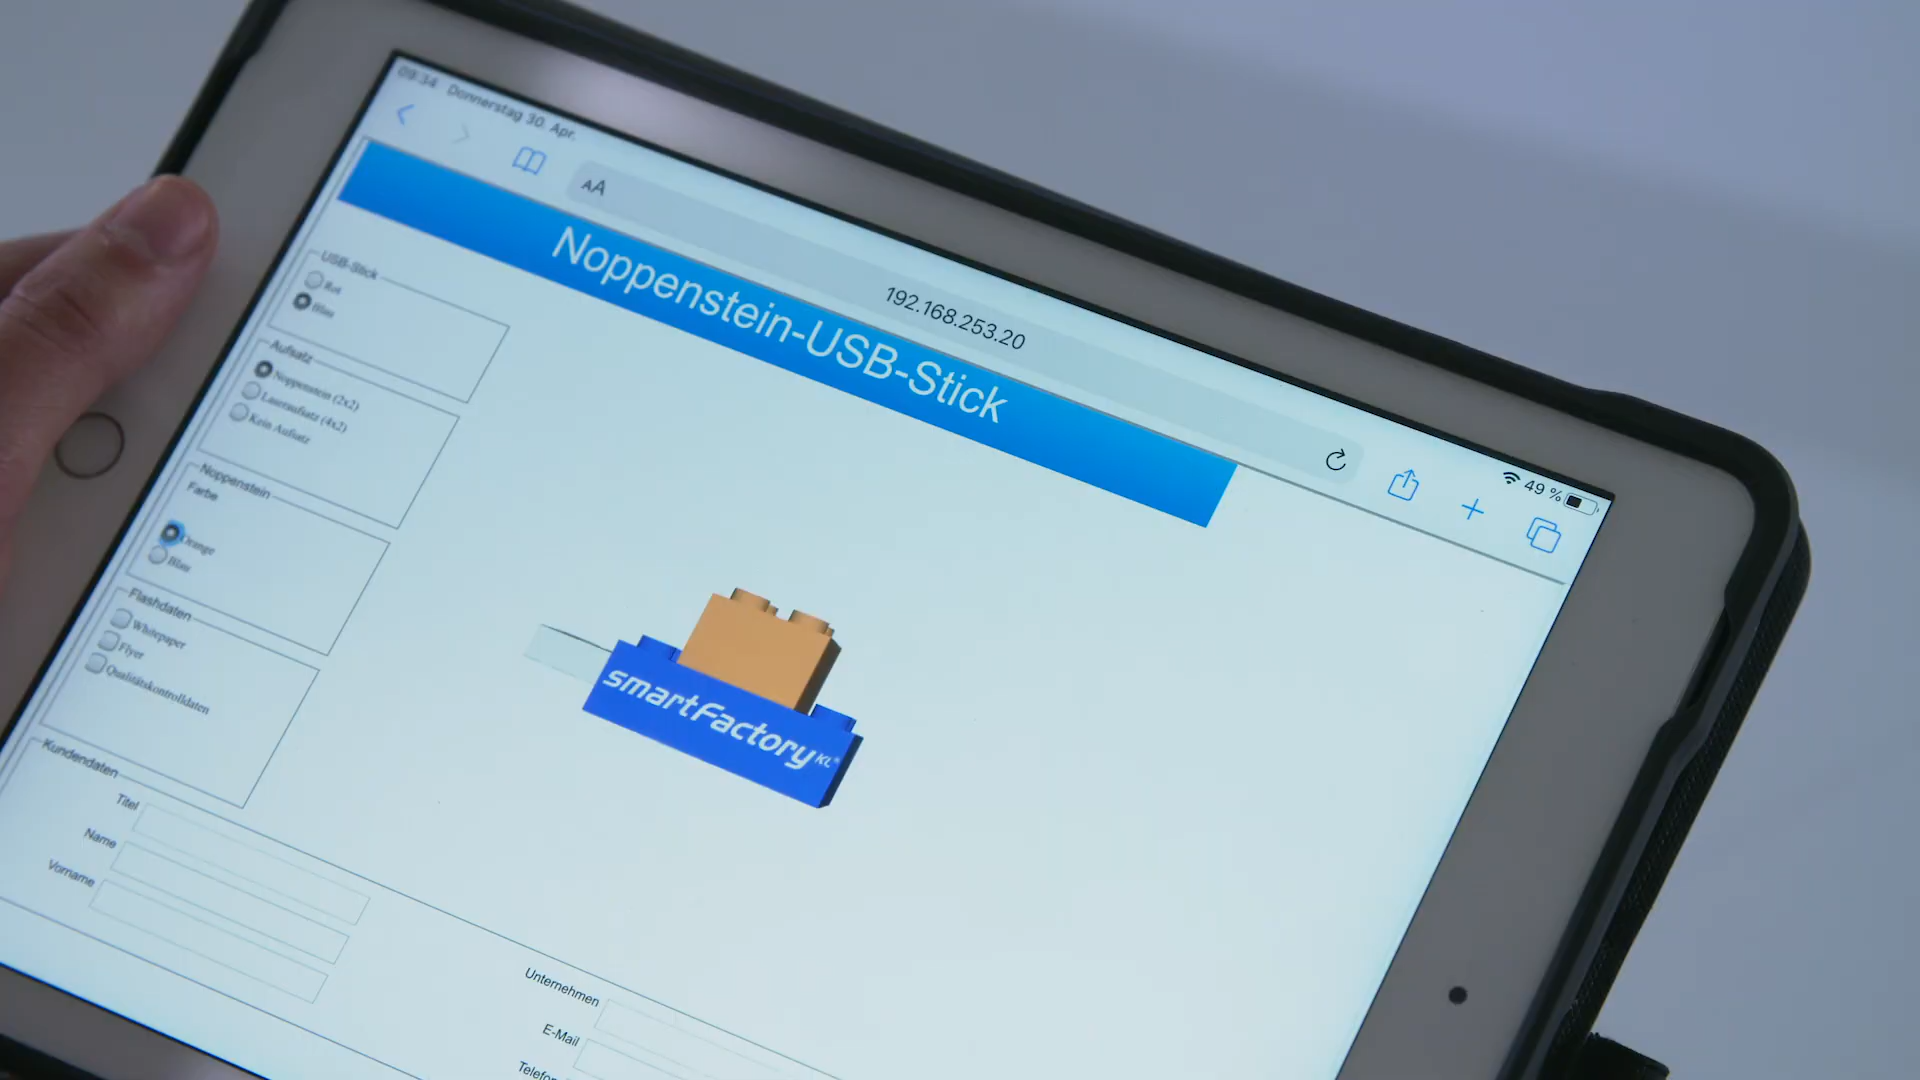 09:34 Donnerstag 30. Apr.
AA
192.168.253.20
49 %
Noppenstein-USB-Stick
USB-Stick
Rot
Blau
Aufsatz
Noppenstein (2x2)
Laseraufsatz (4x2)
Kein Aufsatz
Noppenstein
Farbe
Orange
Blau
Flashdaten
Whitepaper
Flyer
Qualitätskontrolldaten
smartFactory KL®
Kundendaten
Titel
Name
Vorname
Unternehmen
E-Mail